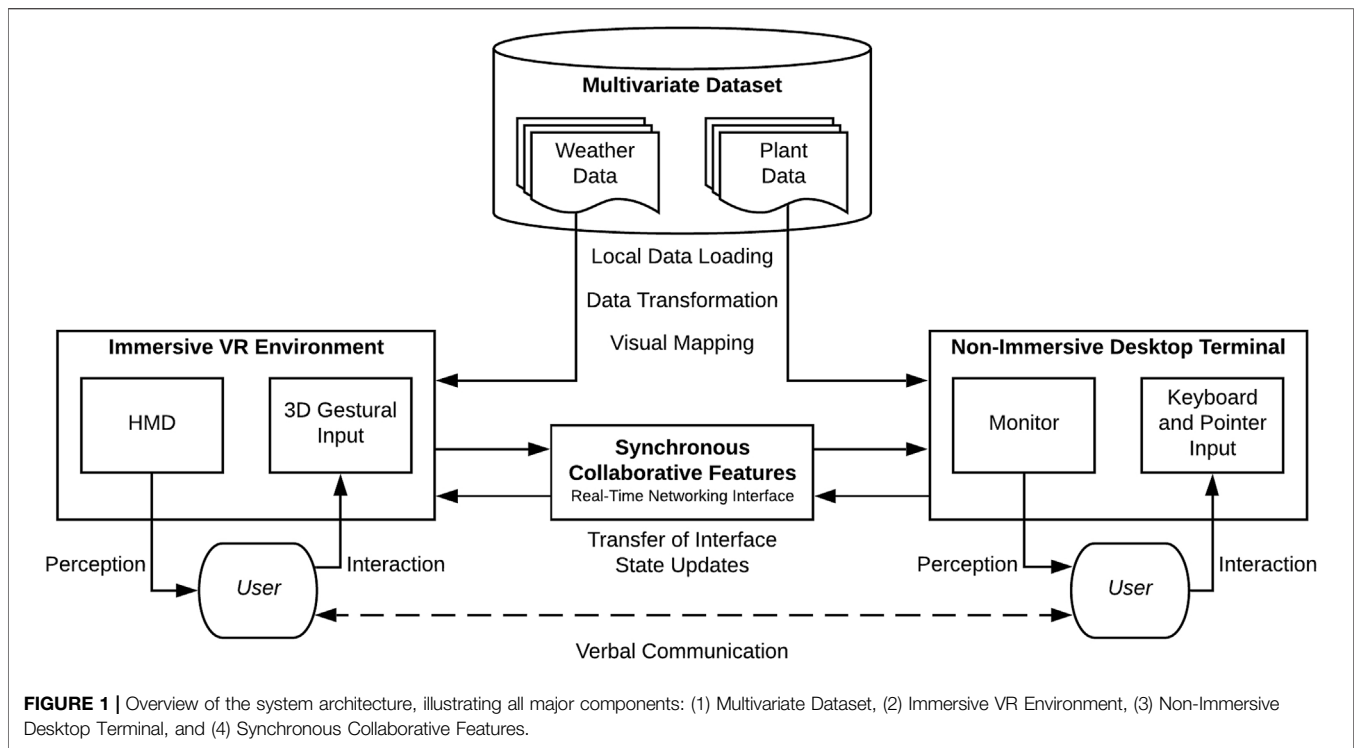 Multivariate Dataset
Weather
Data
Plant
Data
Local Data Loading
Data Transformation
Visual Mapping
Immersive VR Environment
HMD
3D Gestural
Input
Non-Immersive Desktop Terminal
Monitor
Keyboard
and Pointer
Input
Synchronous
Collaborative Features
Real-Time Networking Interface
Transfer of Interface
State Updates
Perception
User
Interaction
Perception
User
Interaction
Verbal Communication
FIGURE 1 | Overview of the system architecture, illustrating all major components: (1) Multivariate Dataset, (2) Immersive VR Environment, (3) Non-Immersive
Desktop Terminal, and (4) Synchronous Collaborative Features.